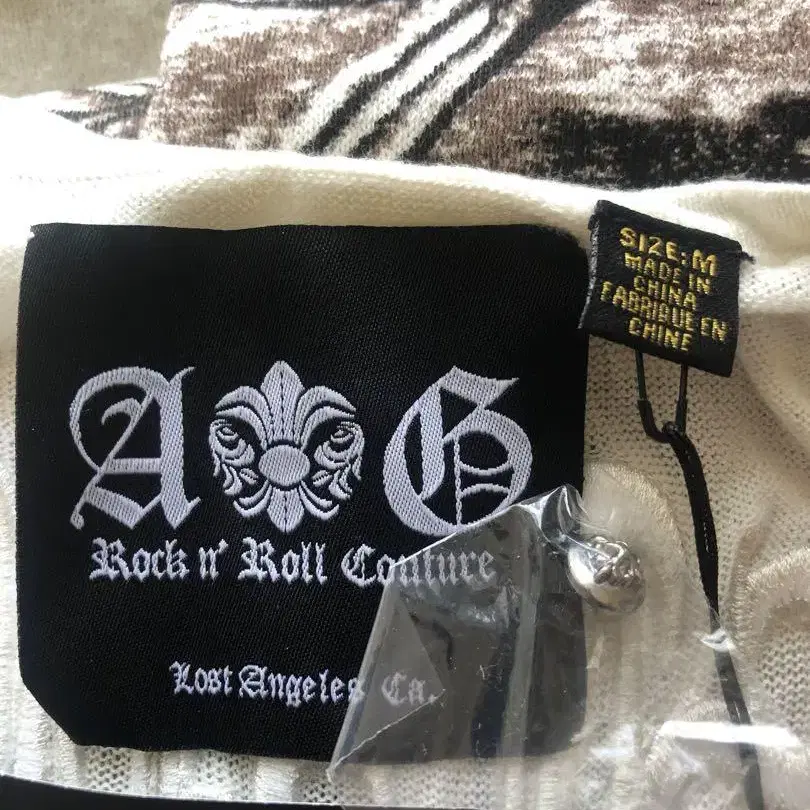 A G
Rock n' Roll Couture
Lost Angeles Ca.
SIZE: M
MADE IN
CHINA
FABRIQUE EN
CHINE